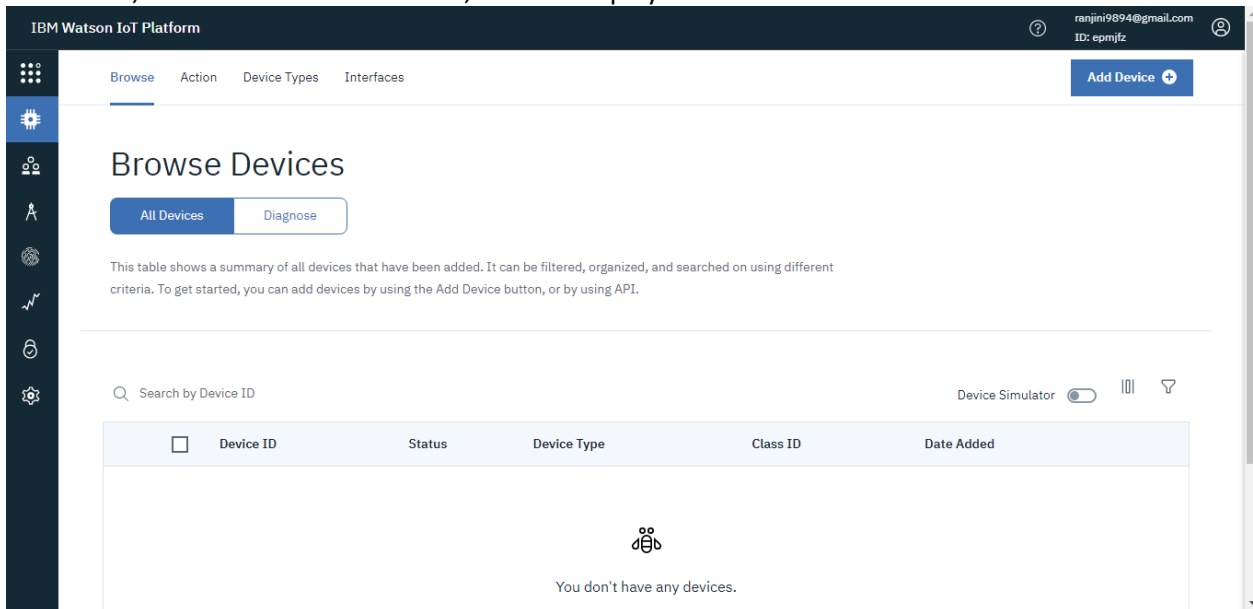 IBM Watson IoT Platform
ranjini9894@gmail.com
ID: epmjfz
Browse Action Device Types Interfaces
Add Device
Browse Devices
All Devices Diagnose
This table shows a summary of all devices that have been added. It can be filtered, organized, and searched on using different
criteria. To get started, you can add devices by using the Add Device button, or by using API.
Search by Device ID
Device Simulator
Device ID Status Device Type Class ID Date Added
You don't have any devices.